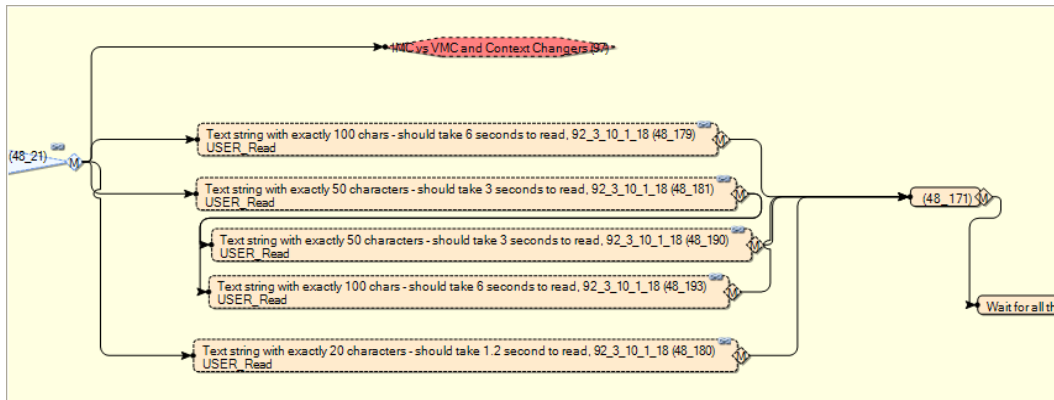 IMC vs VMC and Context Changers (97)
Text string with exactly 100 chars - should take 6 seconds to read, 92_3_10_1_18 (48_179)
USER_Read
(48_21)
M
M
Text string with exactly 50 characters - should take 3 seconds to read, 92_3_10_1_18 (48_181)
USER_Read
M
(48_171)
M
Text string with exactly 50 characters - should take 3 seconds to read, 92_3_10_1_18 (48_190)
USER_Read
M
Text string with exactly 100 chars - should take 6 seconds to read, 92_3_10_1_18 (48_193)
USER_Read
M
Wait for all th
Text string with exactly 20 characters - should take 1.2 second to read, 92_3_10_1_18 (48_180)
USER_Read
M